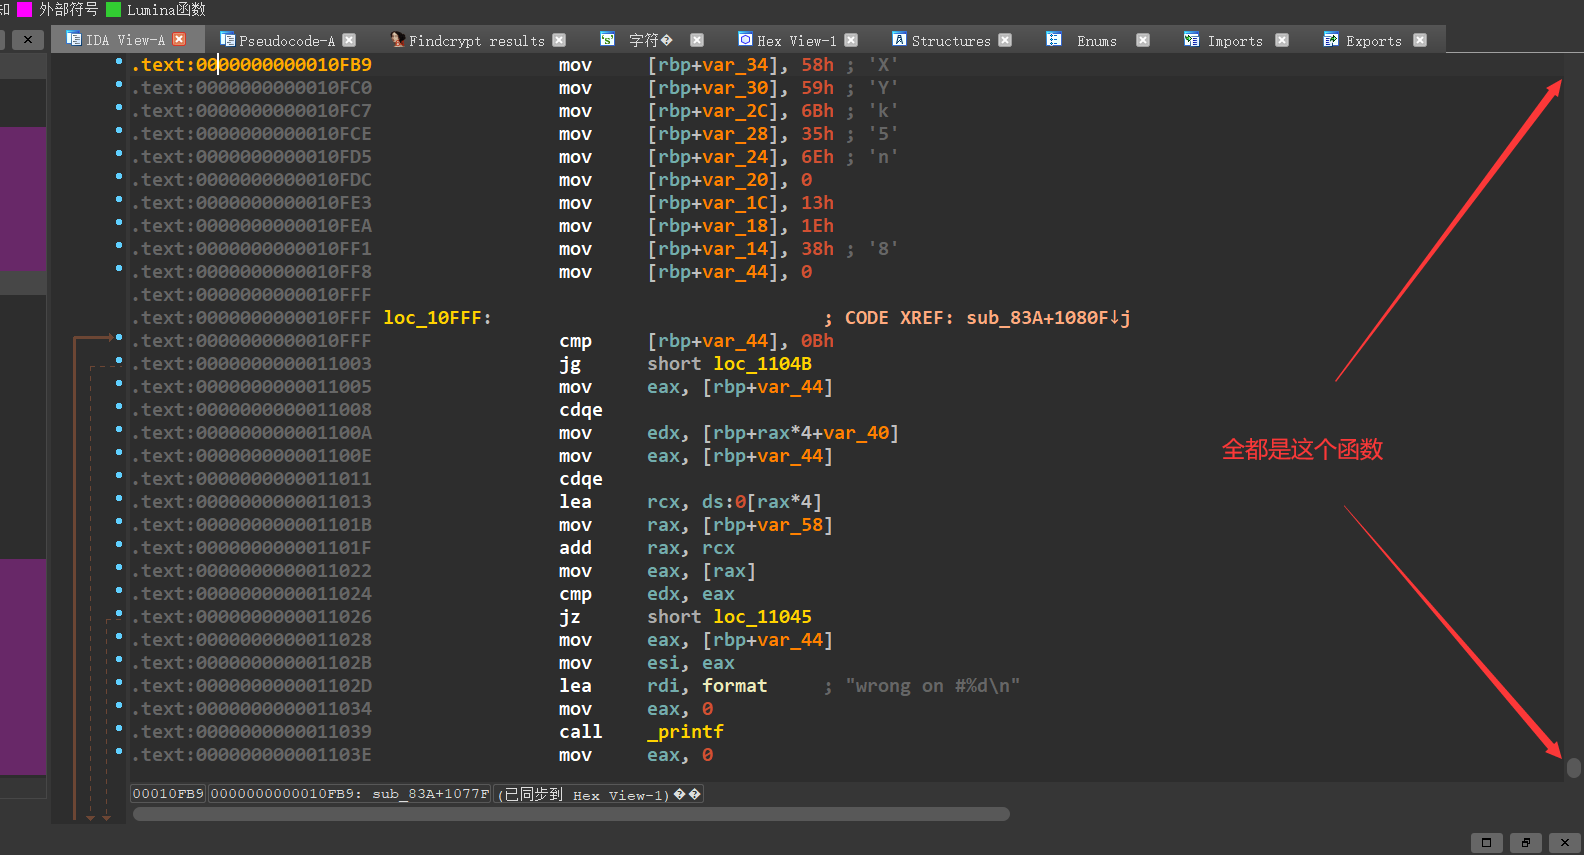 知 外部符号 Lumina函数
IDA View-A Pseudocode-A Findcrypt results 字符� Hex View-1 Structures Enums Imports Exports
.text:0000000000010FB9 mov [rbp+var_34], 58h ; 'X'
.text:0000000000010FC0 mov [rbp+var_30], 59h ; 'Y'
.text:0000000000010FC7 mov [rbp+var_2C], 6Bh ; 'k'
.text:0000000000010FCE mov [rbp+var_28], 35h ; '5'
.text:0000000000010FD5 mov [rbp+var_24], 6Eh ; 'n'
.text:0000000000010FDC mov [rbp+var_20], 0
.text:0000000000010FE3 mov [rbp+var_1C], 13h
.text:0000000000010FEA mov [rbp+var_18], 1Eh
.text:0000000000010FF1 mov [rbp+var_14], 38h ; '8'
.text:0000000000010FF8 mov [rbp+var_44], 0
.text:0000000000010FFF
.text:0000000000010FFF loc_10FFF: ; CODE XREF: sub_83A+1080F↓j
.text:0000000000010FFF cmp [rbp+var_44], 0Bh
.text:0000000000011003 jg short loc_1104B
.text:0000000000011005 mov eax, [rbp+var_44]
.text:0000000000011008 cdqe
.text:000000000001100A mov edx, [rbp+rax*4+var_40]
.text:000000000001100E mov eax, [rbp+var_44]
.text:0000000000011011 cdqe
.text:0000000000011013 lea rcx, ds:0[rax*4]
.text:000000000001101B mov rax, [rbp+var_58]
.text:000000000001101F add rax, rcx
.text:0000000000011022 mov eax, [rax]
.text:0000000000011024 cmp edx, eax
.text:0000000000011026 jz short loc_11045
.text:0000000000011028 mov eax, [rbp+var_44]
.text:000000000001102B mov esi, eax
.text:000000000001102D lea rdi, format ; "wrong on #%d\n"
.text:0000000000011034 mov eax, 0
.text:0000000000011039 call _printf
.text:000000000001103E mov eax, 0
全都是这个函数
00010FB9 0000000000010FB9: sub_83A+1077F (已同步到 Hex View-1)��